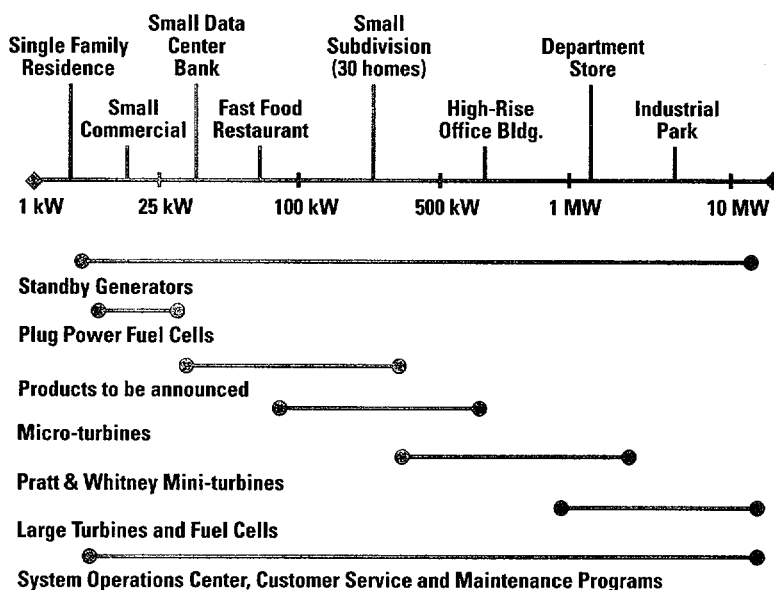 Single Family
Residence
Small Data
Center
Bank
Small
Subdivision
(30 homes)
Department
Store
Small
Commercial
Fast Food
Restaurant
High-Rise
Office Bldg.
Industrial
Park
1 kW
25 kW
100 kW
500 kW
1 MW
10 MW
Standby Generators
Plug Power Fuel Cells
Products to be announced
Micro-turbines
Pratt & Whitney Mini-turbines
Large Turbines and Fuel Cells
System Operations Center, Customer Service and Maintenance Programs